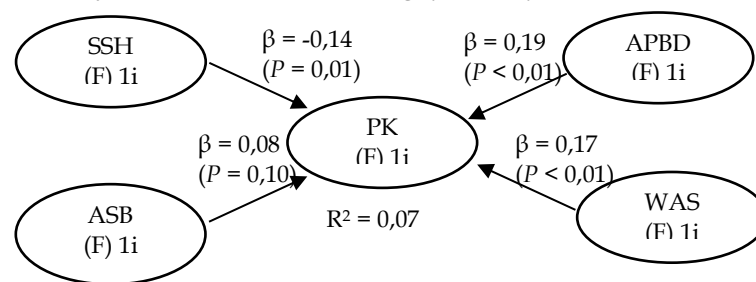 SSH
(F) 1i
β = -0,14
(P = 0,01)
β = 0,19
(P < 0,01)
APBD
(F) 1i
PK
(F) 1i
β = 0,08
(P = 0,10)
β = 0,17
(P < 0,01)
ASB
(F) 1i
R² = 0,07
WAS
(F) 1i